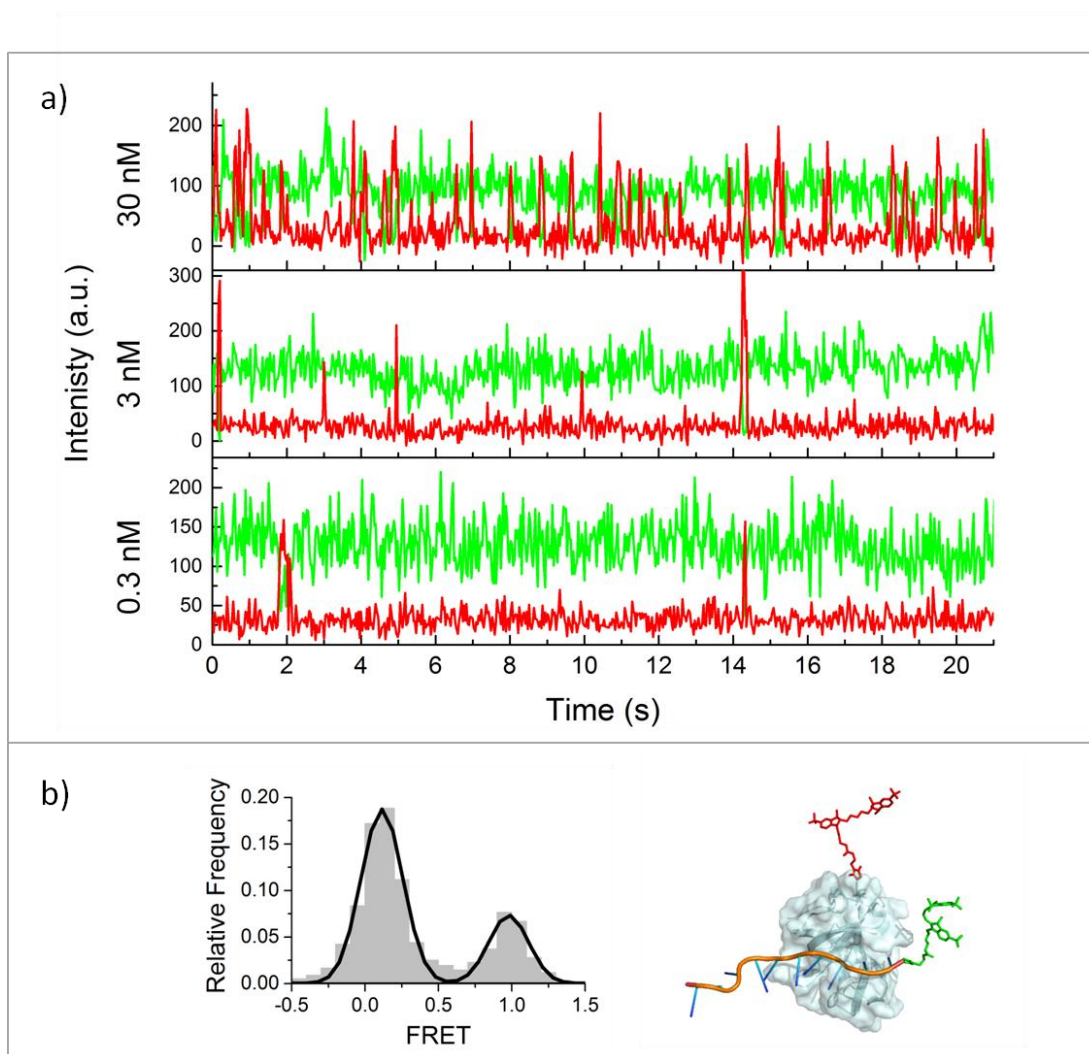 a)
30 nM
200
100
0
3 nM
300
200
100
0
0.3 nM
200
150
100
50
0
Intenisty (a.u.)
0 2 4 6 8 10 12 14 16 18 20
Time (s)
b)
Relative Frequency
0.20
0.15
0.10
0.05
0.00
-0.5 0.0 0.5 1.0 1.5
FRET